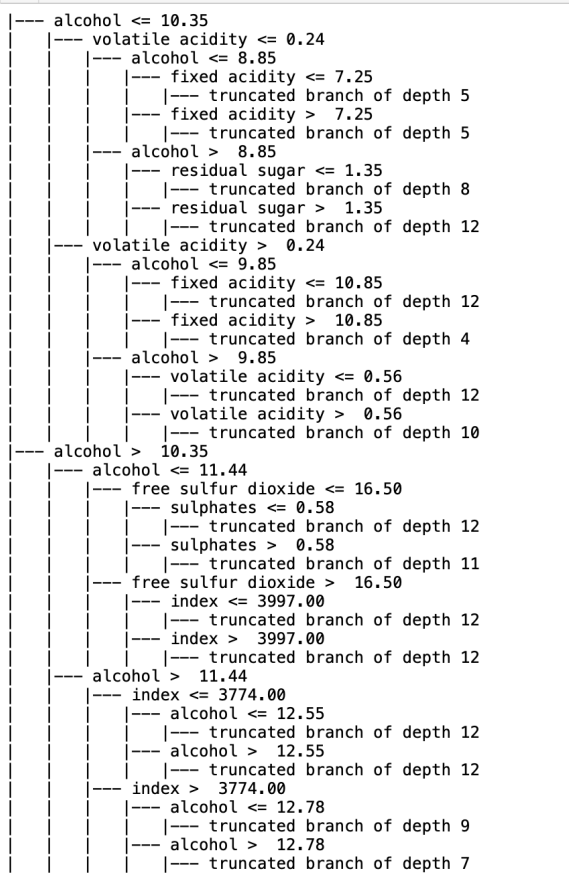 |--- alcohol <= 10.35
|   |--- volatile acidity <= 0.24
|   |   |--- alcohol <= 8.85
|   |   |   |--- fixed acidity <= 7.25
|   |   |   |   |--- truncated branch of depth 5
|   |   |   |--- fixed acidity >  7.25
|   |   |   |   |--- truncated branch of depth 5
|   |   |--- alcohol >  8.85
|   |   |   |--- residual sugar <= 1.35
|   |   |   |   |--- truncated branch of depth 8
|   |   |   |--- residual sugar >  1.35
|   |   |   |   |--- truncated branch of depth 12
|   |--- volatile acidity >  0.24
|   |   |--- alcohol <= 9.85
|   |   |   |--- fixed acidity <= 10.85
|   |   |   |   |--- truncated branch of depth 12
|   |   |   |--- fixed acidity >  10.85
|   |   |   |   |--- truncated branch of depth 4
|   |   |--- alcohol >  9.85
|   |   |   |--- volatile acidity <= 0.56
|   |   |   |   |--- truncated branch of depth 12
|   |   |   |--- volatile acidity >  0.56
|   |   |   |   |--- truncated branch of depth 10
|--- alcohol >  10.35
|   |--- alcohol <= 11.44
|   |   |--- free sulfur dioxide <= 16.50
|   |   |   |--- sulphates <= 0.58
|   |   |   |   |--- truncated branch of depth 12
|   |   |   |--- sulphates >  0.58
|   |   |   |   |--- truncated branch of depth 11
|   |   |--- free sulfur dioxide >  16.50
|   |   |   |--- index <= 3997.00
|   |   |   |   |--- truncated branch of depth 12
|   |   |   |--- index >  3997.00
|   |   |   |   |--- truncated branch of depth 12
|   |--- alcohol >  11.44
|   |   |--- index <= 3774.00
|   |   |   |--- alcohol <= 12.55
|   |   |   |   |--- truncated branch of depth 12
|   |   |   |--- alcohol >  12.55
|   |   |   |   |--- truncated branch of depth 12
|   |   |--- index >  3774.00
|   |   |   |--- alcohol <= 12.78
|   |   |   |   |--- truncated branch of depth 9
|   |   |   |--- alcohol >  12.78
|   |   |   |   |--- truncated branch of depth 7